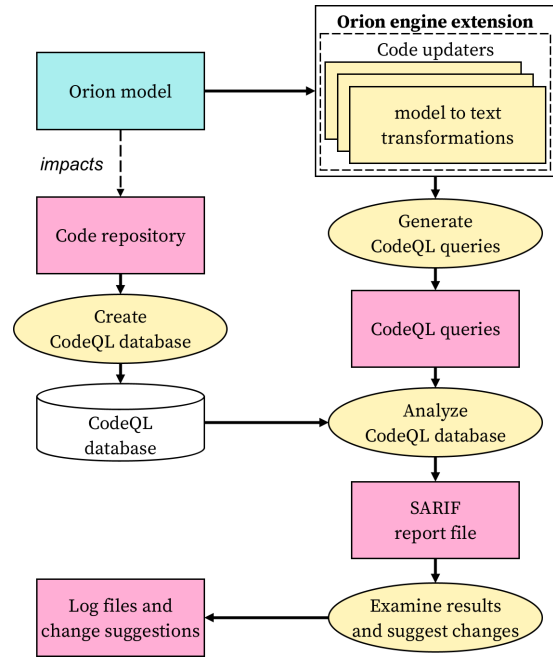 Orion engine extension
Code updaters
Orion model
model to text
transformations
impacts
Code repository
Generate
CodeQL queries
Create
CodeQL database
CodeQL queries
CodeQL
database
Analyze
CodeQL database
SARIF
report file
Log files and
change suggestions
Examine results
and suggest changes